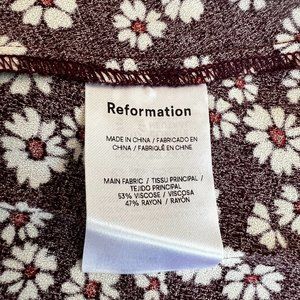 Reformation
MADE IN CHINA / FABRICADO EN
CHINA / FABRIQUÉ EN CHINE
MAIN FABRIC / TISSU PRINCIPAL /
TEJIDO PRINCIPAL
53% VISCOSE / VISCOSA
47% RAYON / RAYÓN